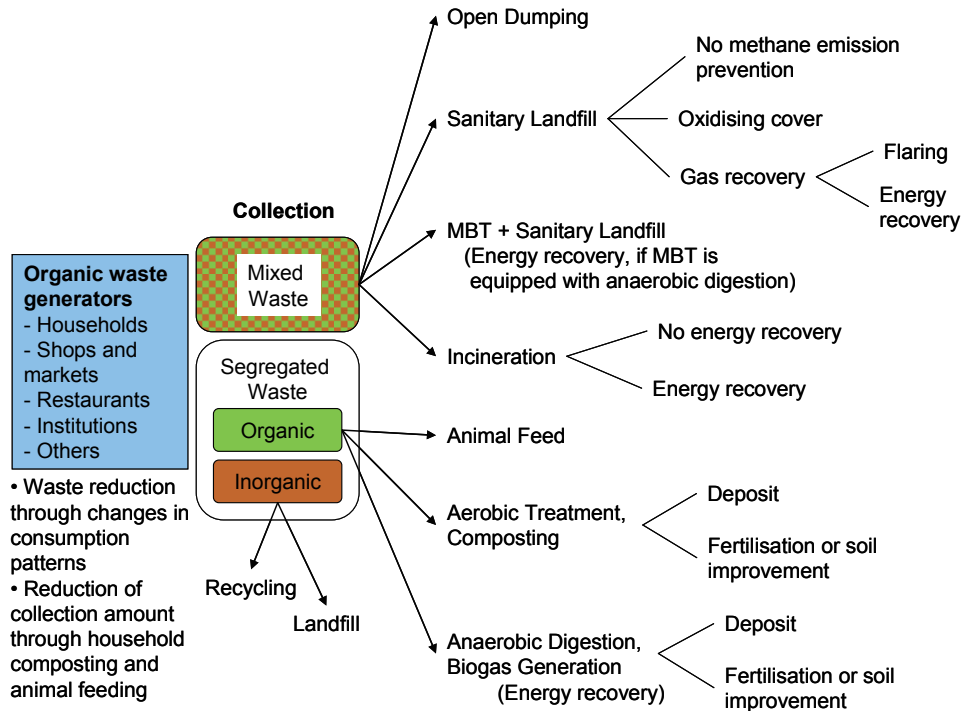 Organic waste
generators
- Households
- Shops and
markets
- Restaurants
- Institutions
- Others
• Waste reduction
through changes in
consumption
patterns
• Reduction of
collection amount
through household
composting and
animal feeding
Collection
Mixed
Waste
Segregated
Waste
Organic
Inorganic
Recycling
Landfill
Open Dumping
Sanitary Landfill
No methane emission
prevention
Oxidising cover
Gas recovery
Flaring
Energy
recovery
MBT + Sanitary Landfill
(Energy recovery, if MBT is
equipped with anaerobic digestion)
Incineration
No energy recovery
Energy recovery
Animal Feed
Aerobic Treatment,
Composting
Deposit
Fertilisation or soil
improvement
Anaerobic Digestion,
Biogas Generation
(Energy recovery)
Deposit
Fertilisation or soil
improvement